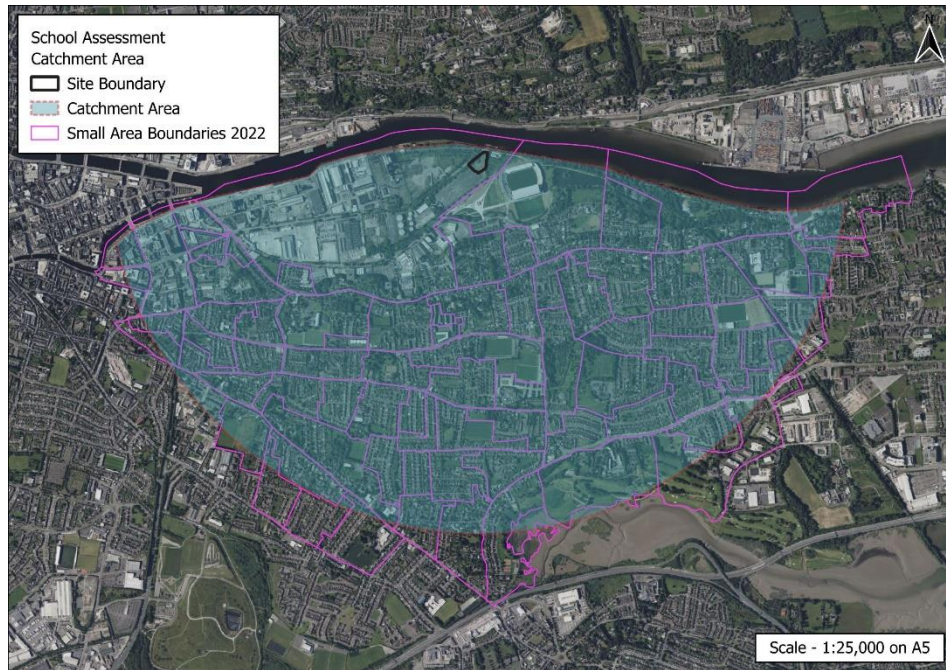 School Assessment
Catchment Area
Site Boundary
Catchment Area
Small Area Boundaries 2022
N
Scale - 1:25,000 on A5